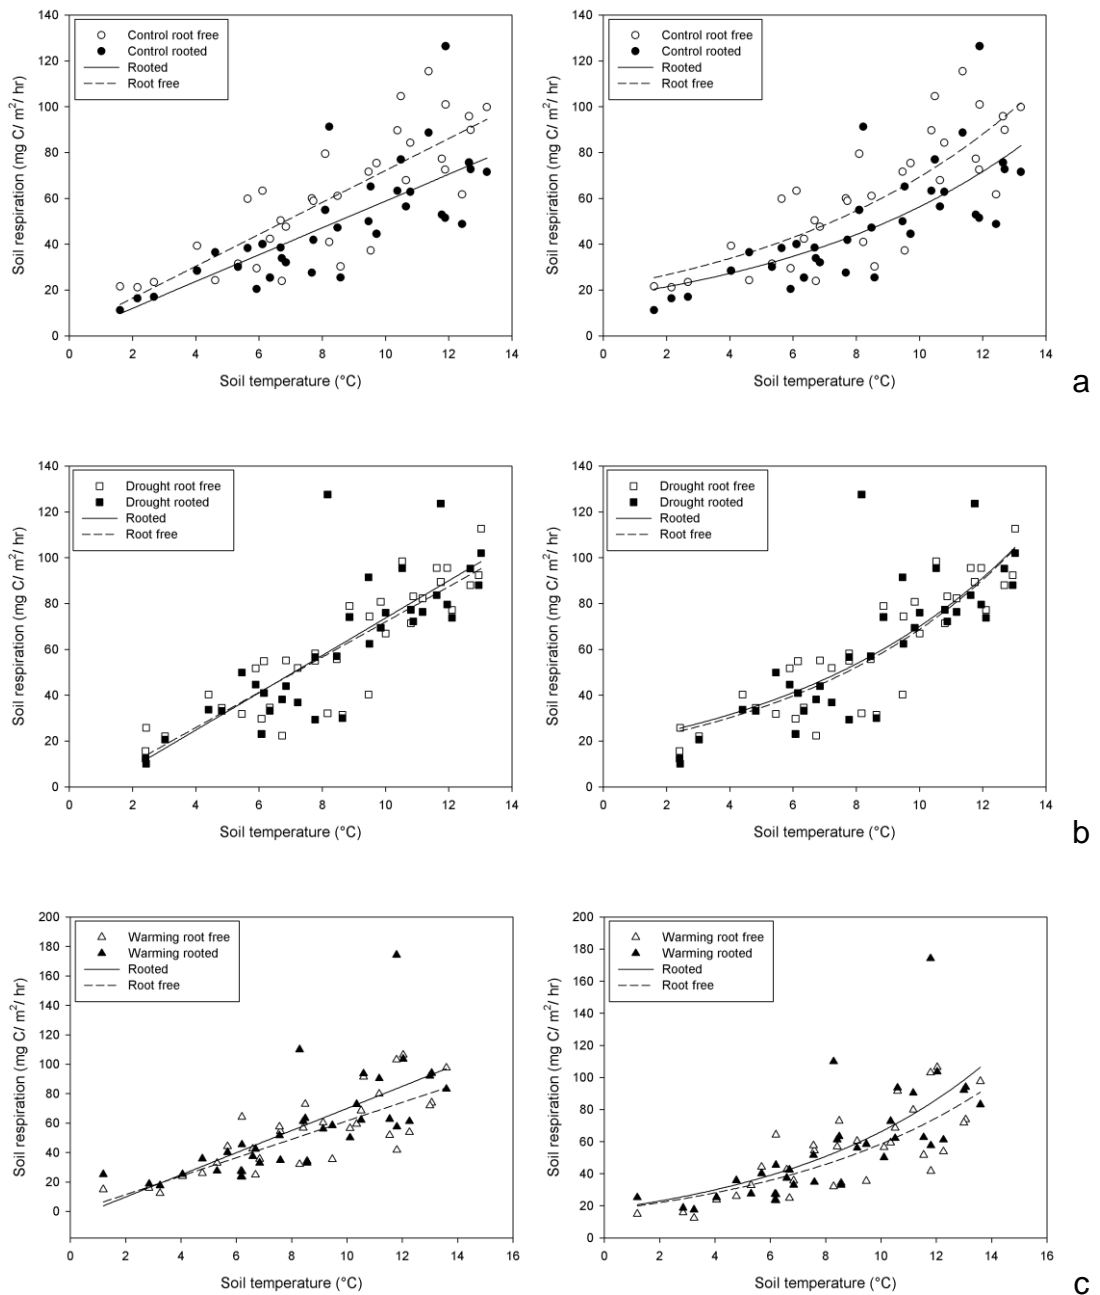 140
120
100
80
60
40
20
0
Soil respiration (mg C/ m²/ hr)
Control root free
Control rooted
Rooted
Root free
0 2 4 6 8 10 12 14
Soil temperature (°C)
140
120
100
80
60
40
20
0
Soil respiration (mg C/ m²/ hr)
Control root free
Control rooted
Rooted
Root free
0 2 4 6 8 10 12 14
Soil temperature (°C)
a
140
120
100
80
60
40
20
0
Soil respiration (mg C/ m²/ hr)
Drought root free
Drought rooted
Rooted
Root free
0 2 4 6 8 10 12 14
Soil temperature (°C)
140
120
100
80
60
40
20
0
Soil respiration (mg C/ m²/ hr)
Drought root free
Drought rooted
Rooted
Root free
0 2 4 6 8 10 12 14
Soil temperature (°C)
b
200
180
160
140
120
100
80
60
40
20
0
Soil respiration (mg C/ m²/ hr)
Warming root free
Warming rooted
Rooted
Root free
0 2 4 6 8 10 12 14 16
Soil temperature (°C)
200
180
160
140
120
100
80
60
40
20
0
Soil respiration (mg C/ m²/ hr)
Warming root free
Warming rooted
Rooted
Root free
0 2 4 6 8 10 12 14 16
Soil temperature (°C)
c